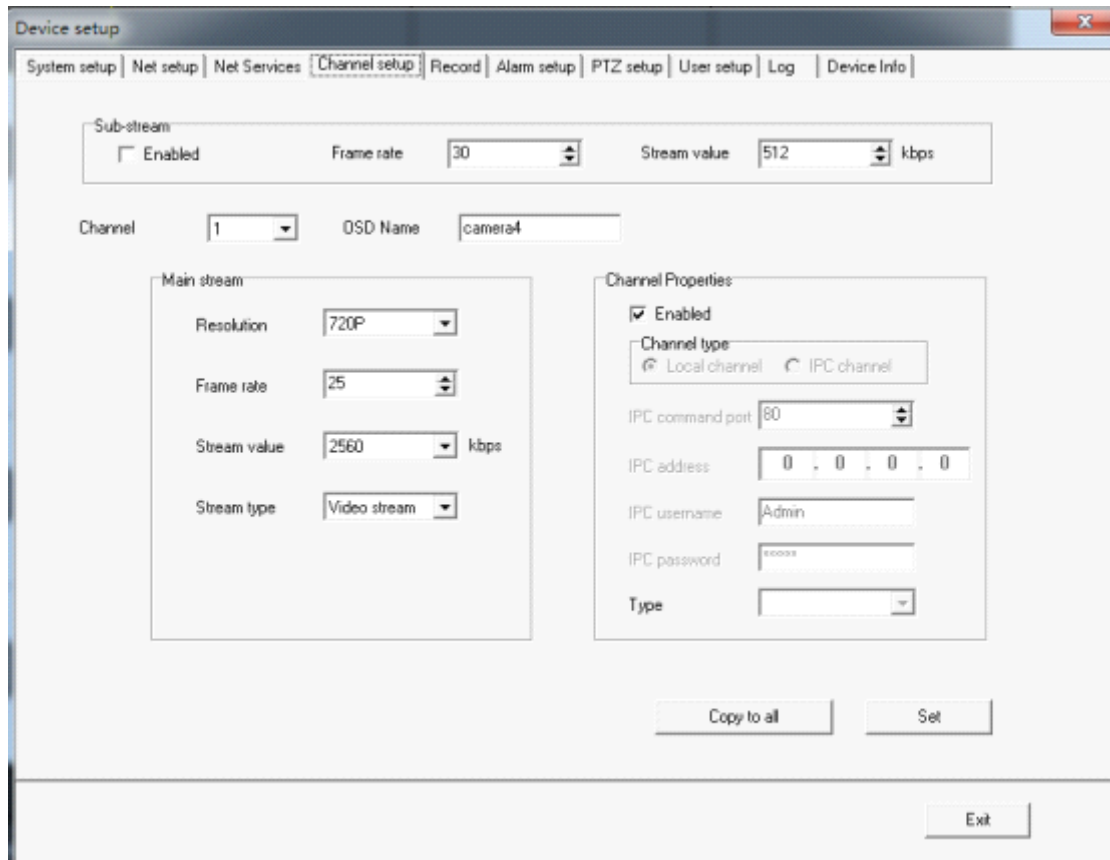 Device setup
System setup Net setup Net Services Channel setup Record Alarm setup PTZ setup User setup Log Device Info
Sub-stream
Enabled Frame rate 30 Stream value 512 kbps
Channel 1 OSD Name camera4
Main stream
Resolution 720P
Frame rate 25
Stream value 2560 kbps
Stream type Video stream
Channel Properties
Enabled
Channel type
Local channel IPC channel
IPC command port 80
IPC address 0 . 0 . 0 . 0
IPC username Admin
IPC password *****
Type
Copy to all Set
Exit